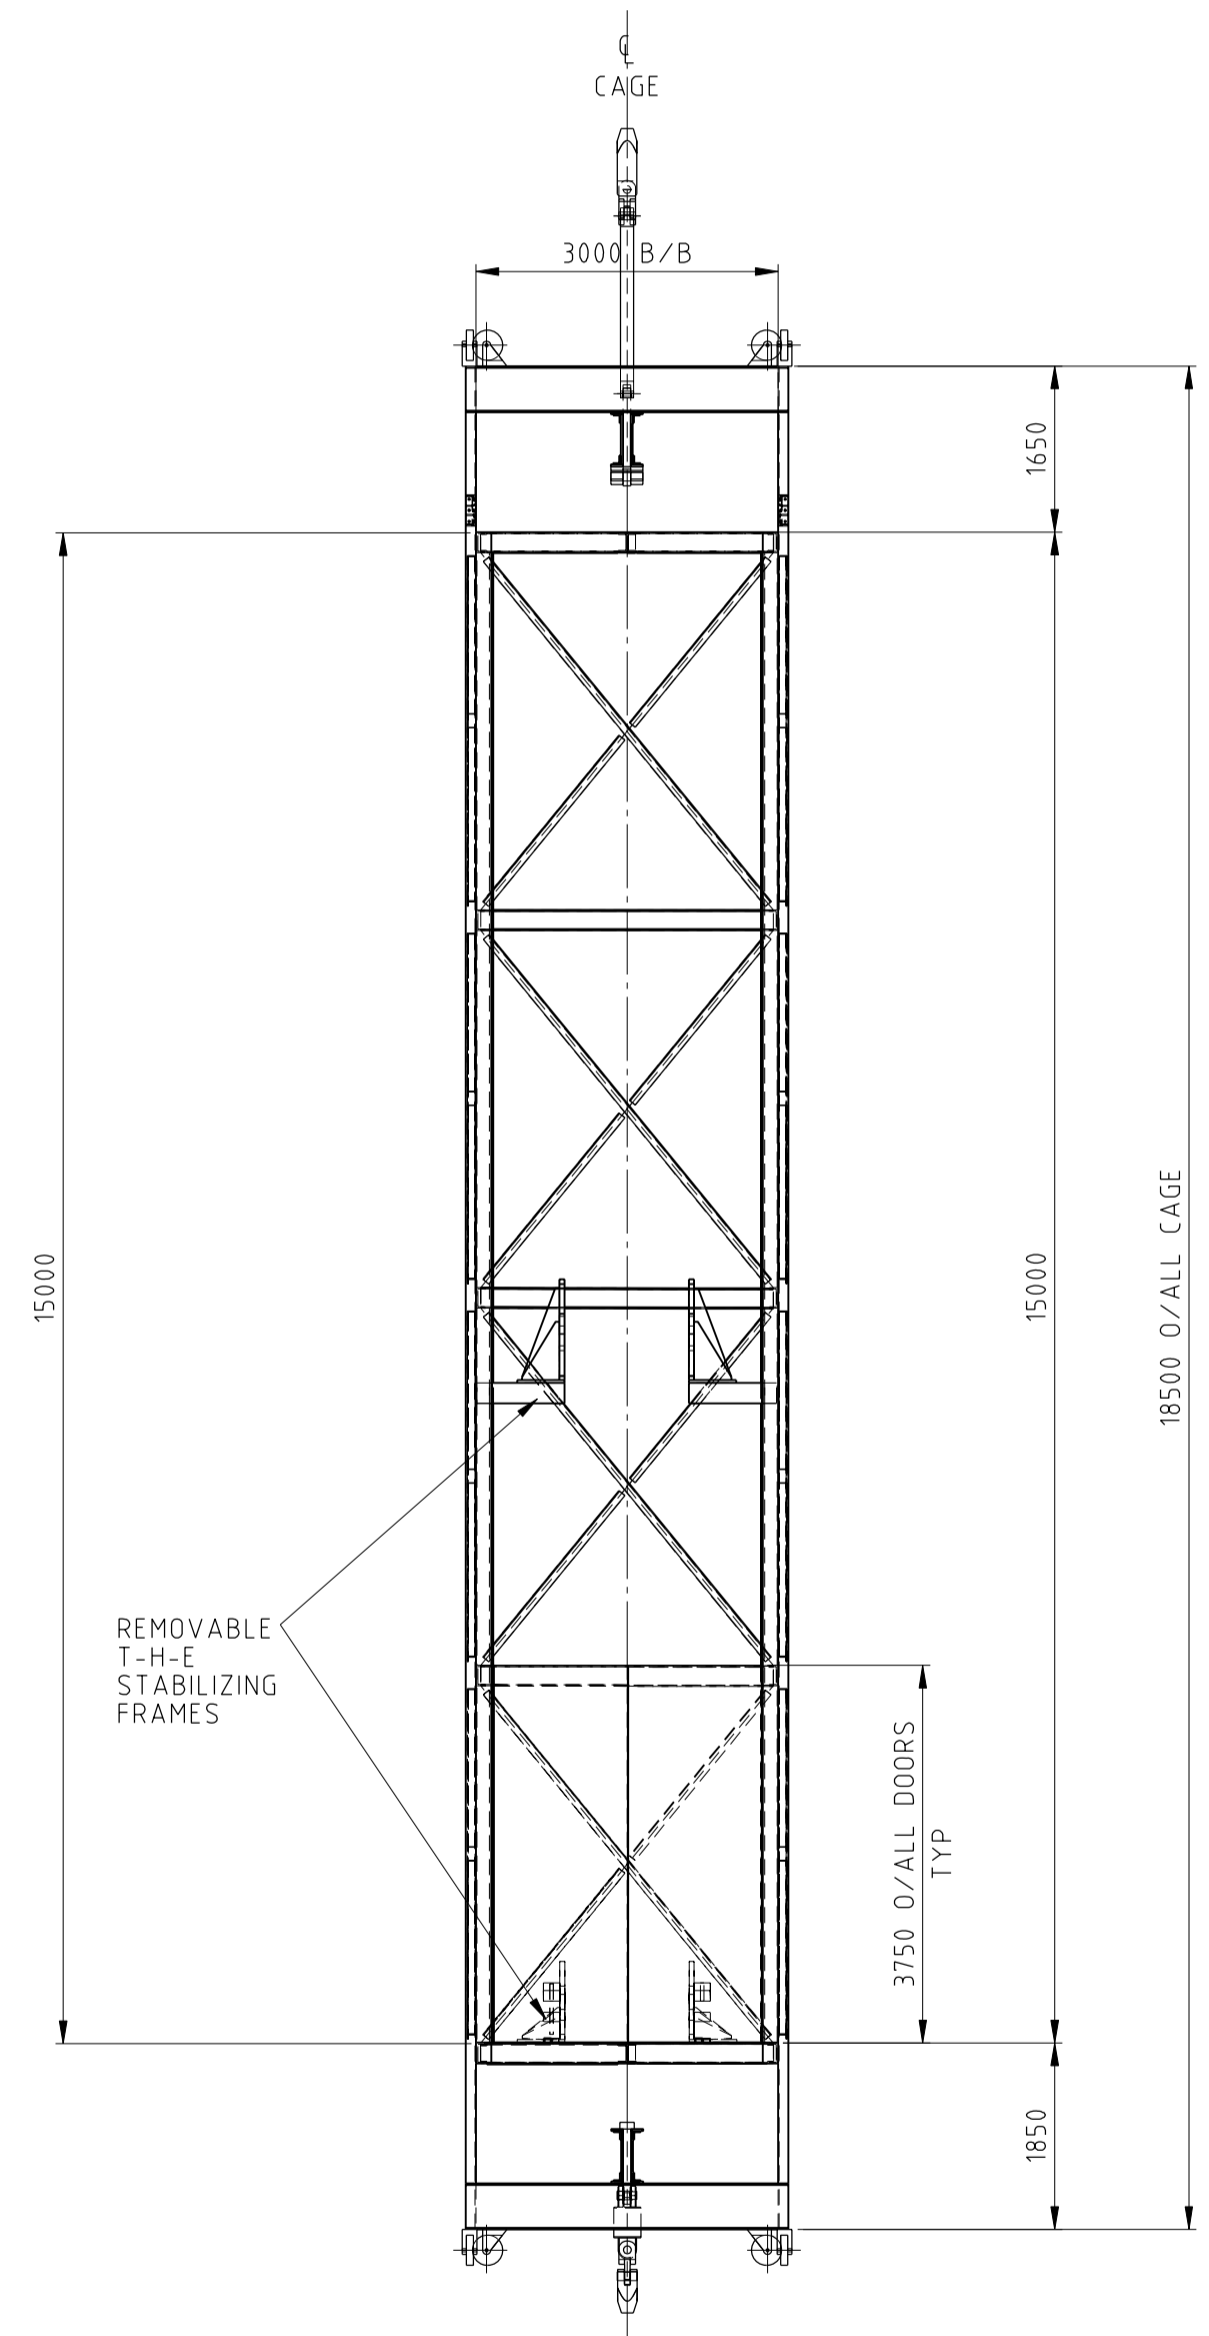 ℄
CAGE
3000 B/B
1650
15000
15000
18500 O/ALL CAGE
REMOVABLE
T-H-E
STABILIZING
FRAMES
3750 O/ALL DOORS
TYP
1850